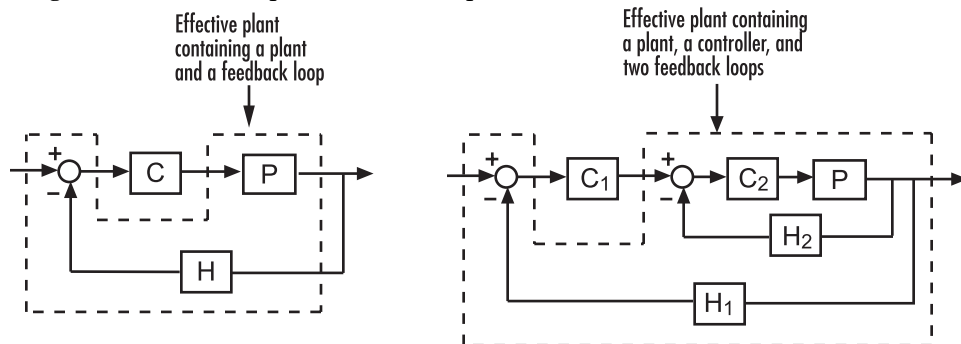 Effective plant
containing a plant
and a feedback loop
+
−
C
P
H
Effective plant containing
a plant, a controller, and
two feedback loops
+
−
C1
+
−
C2
P
H2
H1